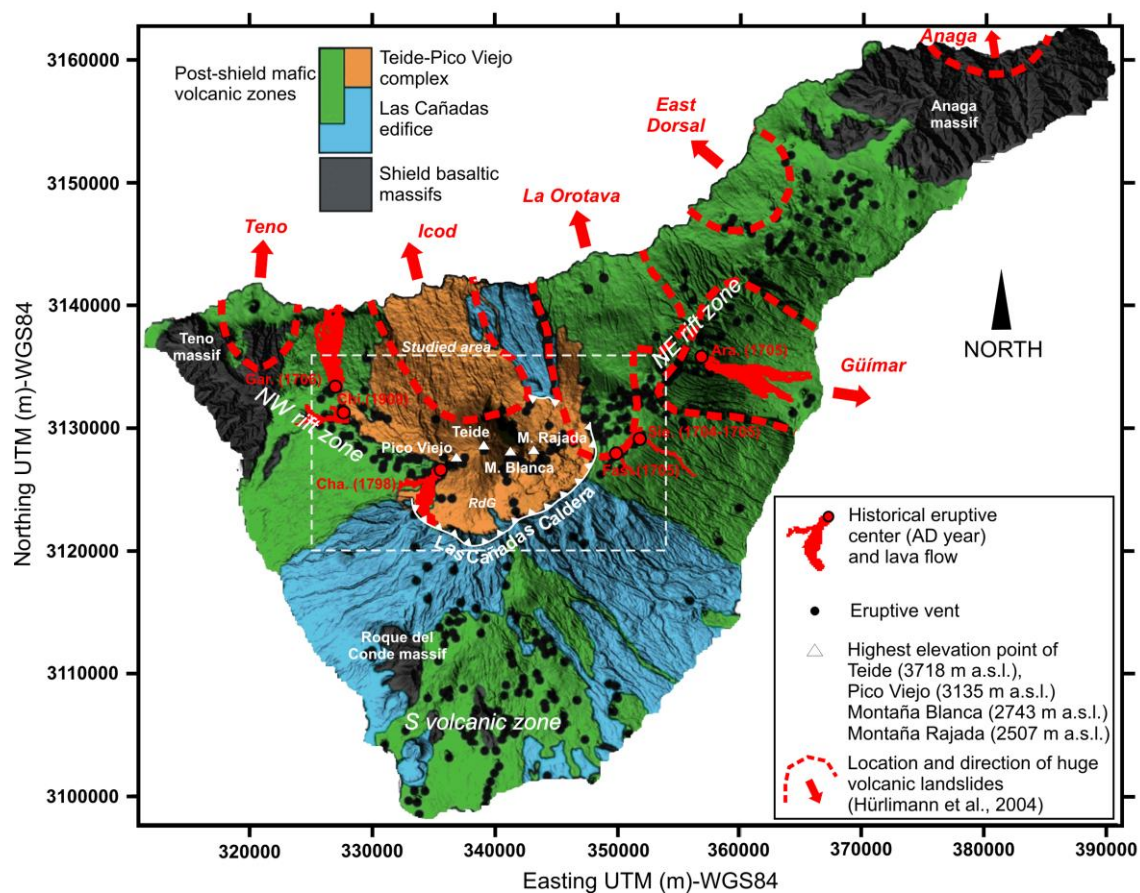 3160000
3150000
3140000
3130000
3120000
3110000
3100000
Northing UTM (m)-WGS84
Post-shield mafic
volcanic zones
Teide-Pico Viejo
complex
Las Cañadas
edifice
Shield basaltic
massifs
Anaga
Anaga
massif
East
Dorsal
La Orotava
Icod
Teno
Teno
massif
Studied area
NORTH
NE rift zone
Ara. (1705)
Güímar
Gar. (1706)
Chi (1909)
NW rift zone
Sie. (1704-1705)
Fas. (1705)
Teide
M. Rajada
Pico Viejo
M. Blanca
Cha. (1798)
RdG
Las Cañadas Caldera
Roque del
Conde massif
S volcanic zone
Historical eruptive
center (AD year)
and lava flow
Eruptive vent
Highest elevation point of
Teide (3718 m a.s.l.),
Pico Viejo (3135 m a.s.l.)
Montaña Blanca (2743 m a.s.l.)
Montaña Rajada (2507 m a.s.l.)
Location and direction of huge
volcanic landslides
(Hürlimann et al., 2004)
320000 330000 340000 350000 360000 370000 380000 390000
Easting UTM (m)-WGS84